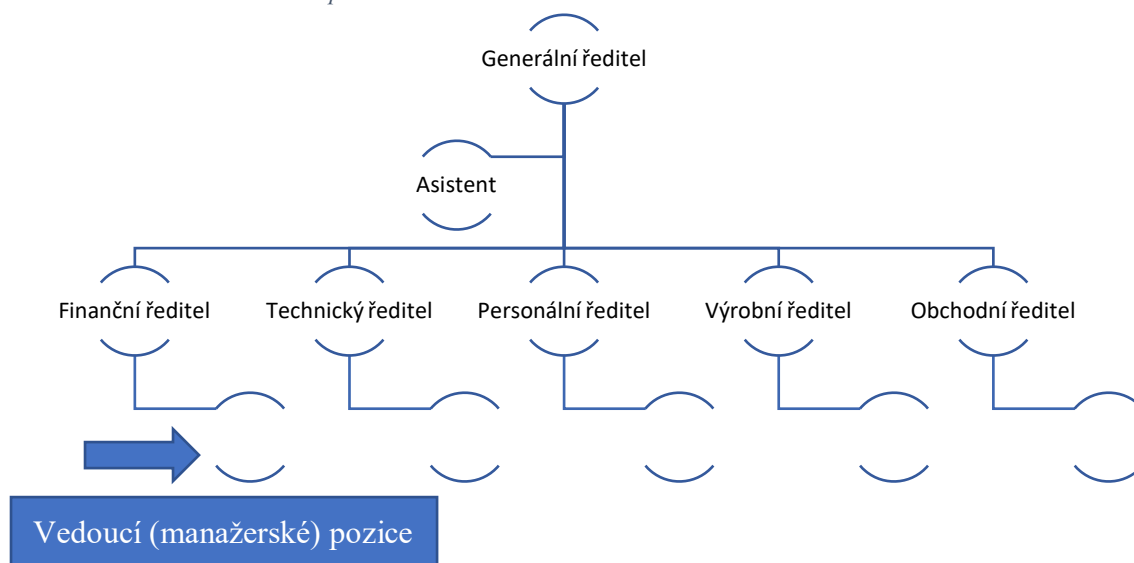 Generální ředitel
Asistent
Finanční ředitel
Technický ředitel
Personální ředitel
Výrobní ředitel
Obchodní ředitel
Vedoucí (manažerské) pozice